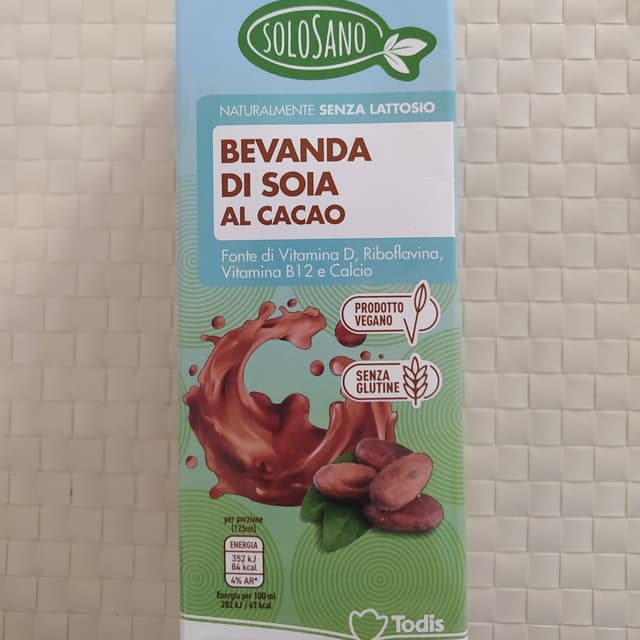 SOLOSANO
NATURALMENTE SENZA LATTOSIO
BEVANDA
DI SOIA
AL CACAO
Fonte di Vitamina D, Riboflavina,
Vitamina B12 e Calcio
PRODOTTO
VEGANO
SENZA
GLUTINE
per porzione
(125ml)
ENERGIA
352 kJ
84 kcal
4% AR*
Energia per 100 ml
282 kJ / 67 kcal
Todis